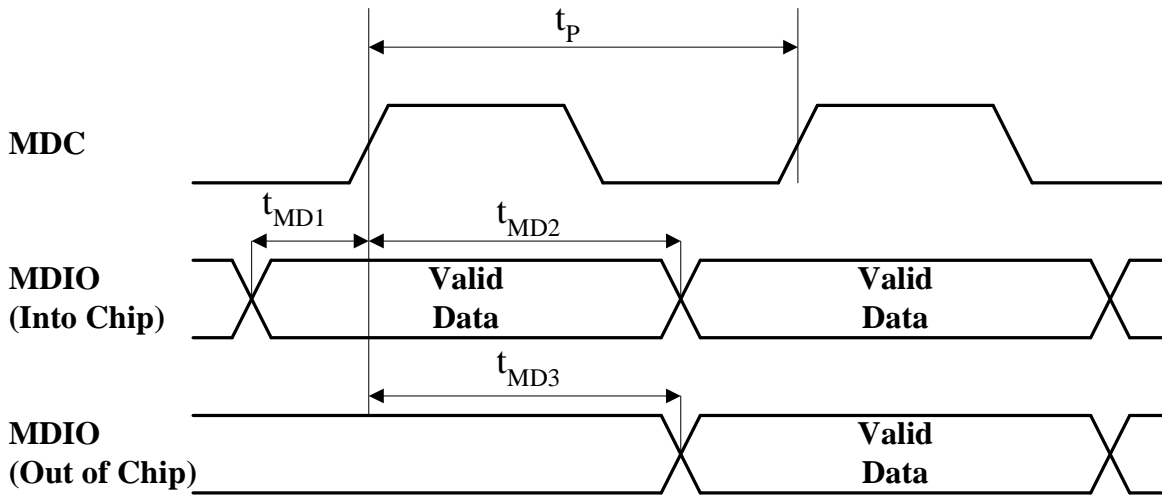 t_P
MDC
t_MD1
t_MD2
MDIO
(Into Chip)
Valid
Data
Valid
Data
t_MD3
MDIO
(Out of Chip)
Valid
Data